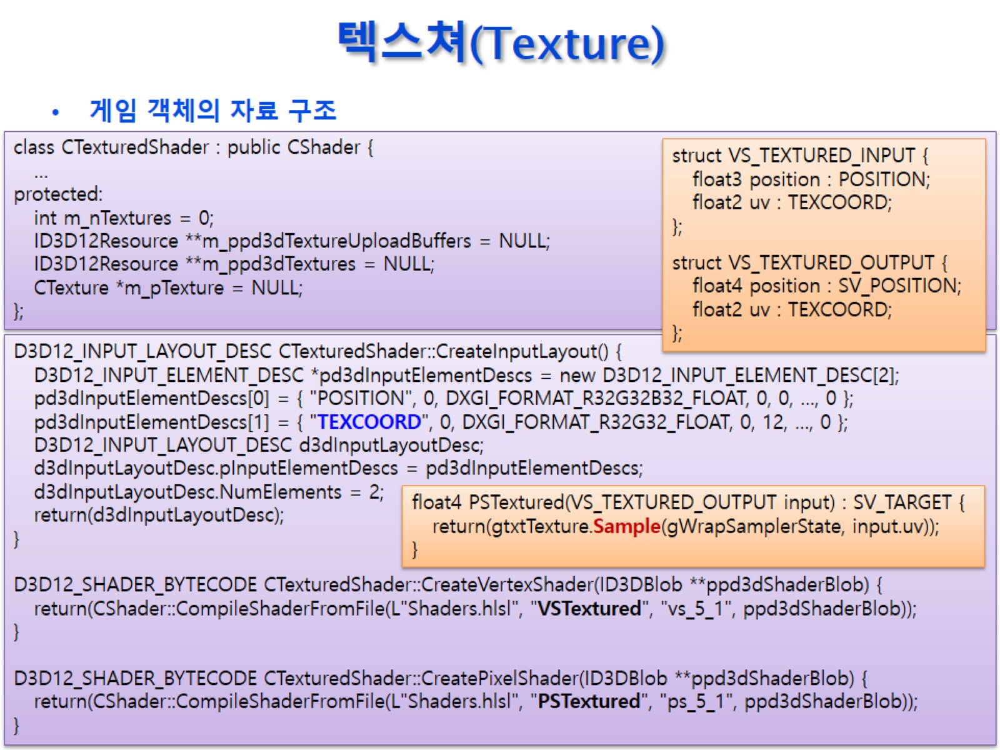 텍스쳐(Texture)
• 게임 객체의 자료 구조
class CTexturedShader : public CShader {
...
protected:
int m_nTextures = 0;
ID3D12Resource **m_ppd3dTextureUploadBuffers = NULL;
ID3D12Resource **m_ppd3dTextures = NULL;
CTexture *m_pTexture = NULL;
};
struct VS_TEXTURED_INPUT {
float3 position : POSITION;
float2 uv : TEXCOORD;
};
struct VS_TEXTURED_OUTPUT {
float4 position : SV_POSITION;
float2 uv : TEXCOORD;
};
D3D12_INPUT_LAYOUT_DESC CTexturedShader::CreateInputLayout() {
D3D12_INPUT_ELEMENT_DESC *pd3dInputElementDescs = new D3D12_INPUT_ELEMENT_DESC[2];
pd3dInputElementDescs[0] = { "POSITION", 0, DXGI_FORMAT_R32G32B32_FLOAT, 0, 0, ..., 0 };
pd3dInputElementDescs[1] = { "TEXCOORD", 0, DXGI_FORMAT_R32G32_FLOAT, 0, 12, ..., 0 };
D3D12_INPUT_LAYOUT_DESC d3dInputLayoutDesc;
d3dInputLayoutDesc.pInputElementDescs = pd3dInputElementDescs;
d3dInputLayoutDesc.NumElements = 2;
return(d3dInputLayoutDesc);
}
float4 PSTextured(VS_TEXTURED_OUTPUT input) : SV_TARGET {
return(gtxtTexture.Sample(gWrapSamplerState, input.uv));
}
D3D12_SHADER_BYTECODE CTexturedShader::CreateVertexShader(ID3DBlob **ppd3dShaderBlob) {
return(CShader::CompileShaderFromFile(L"Shaders.hlsl", "VSTextured", "vs_5_1", ppd3dShaderBlob));
}
D3D12_SHADER_BYTECODE CTexturedShader::CreatePixelShader(ID3DBlob **ppd3dShaderBlob) {
return(CShader::CompileShaderFromFile(L"Shaders.hlsl", "PSTextured", "ps_5_1", ppd3dShaderBlob));
}